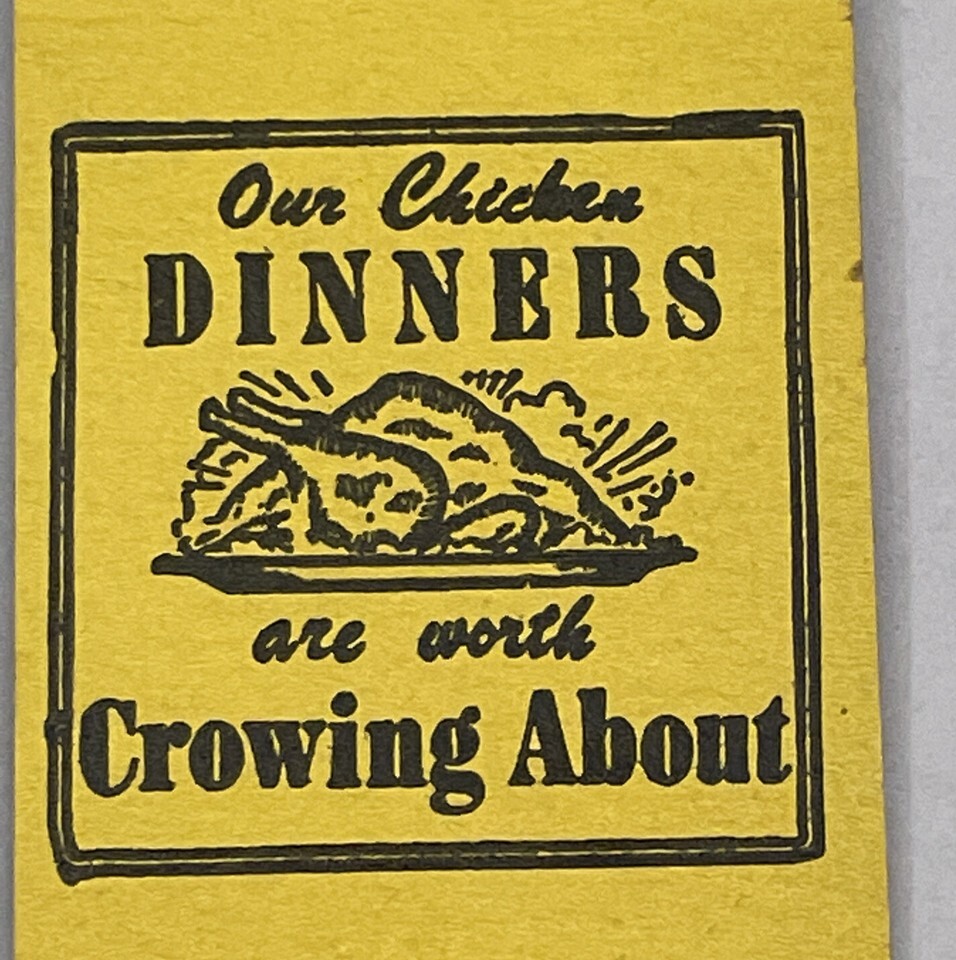 Our Chicken
DINNERS
are worth
Crowing About